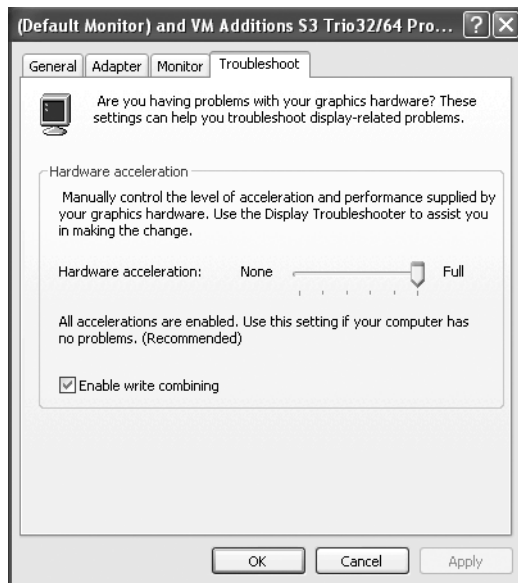 (Default Monitor) and VM Additions S3 Trio32/64 Pro...
General Adapter Monitor Troubleshoot
Are you having problems with your graphics hardware? These
settings can help you troubleshoot display-related problems.
Hardware acceleration
Manually control the level of acceleration and performance supplied by
your graphics hardware. Use the Display Troubleshooter to assist you
in making the change.
Hardware acceleration: None Full
All accelerations are enabled. Use this setting if your computer has
no problems. (Recommended)
Enable write combining
OK Cancel Apply